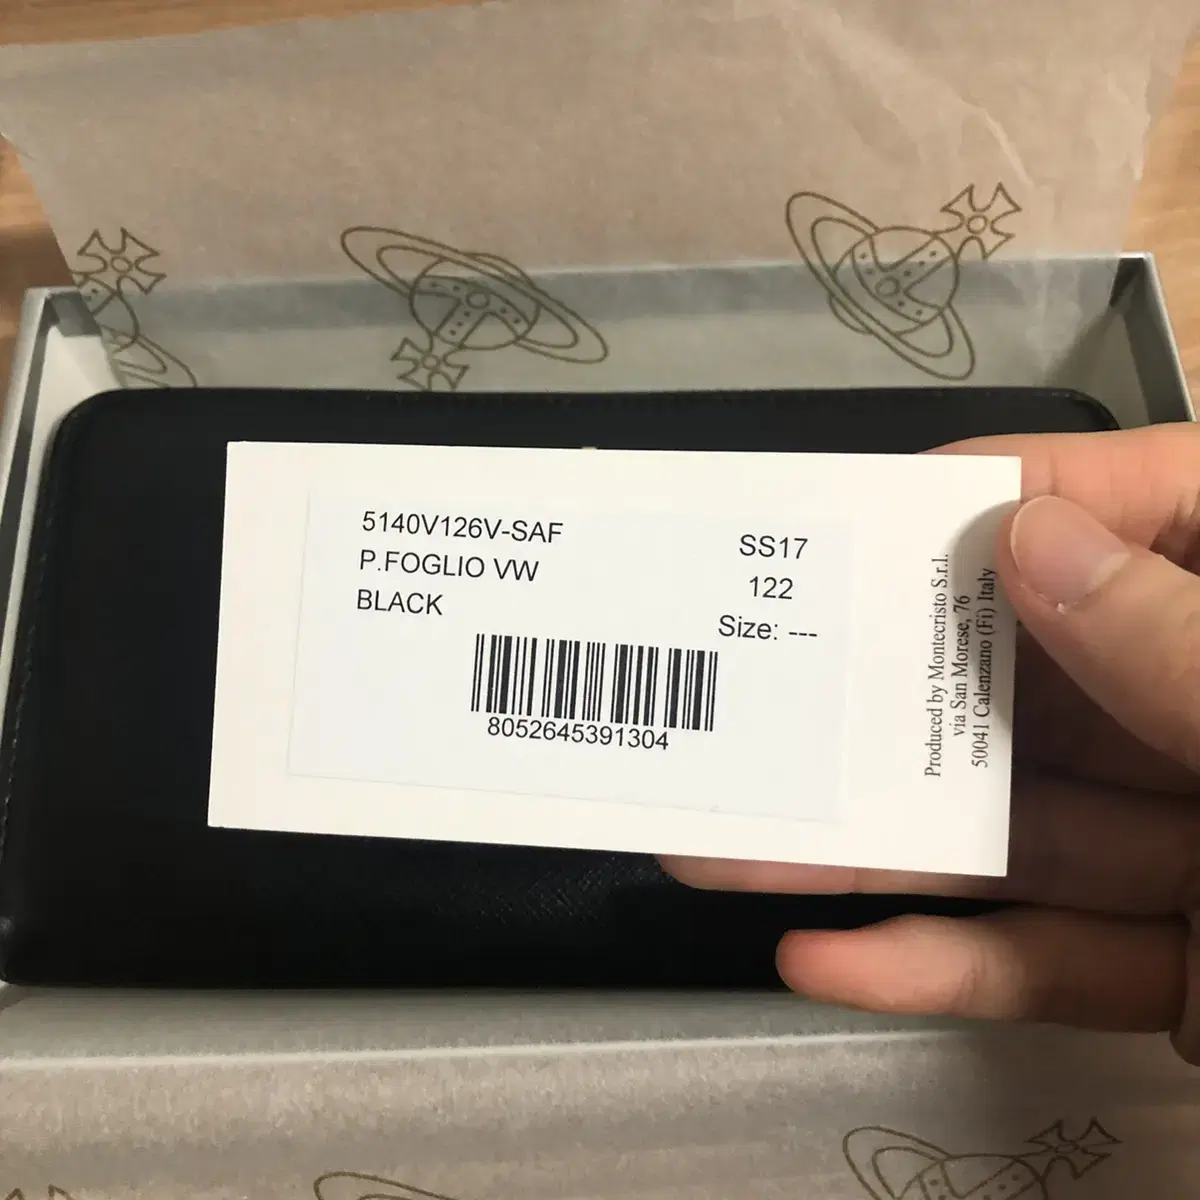 5140V126V-SAF
P.FOGLIO VW
BLACK
SS17
122
Size: ---
8052645391304
Produced by Montecristo S.r.l.
via San Morese, 76
50041 Calenzano (Fi) Italy